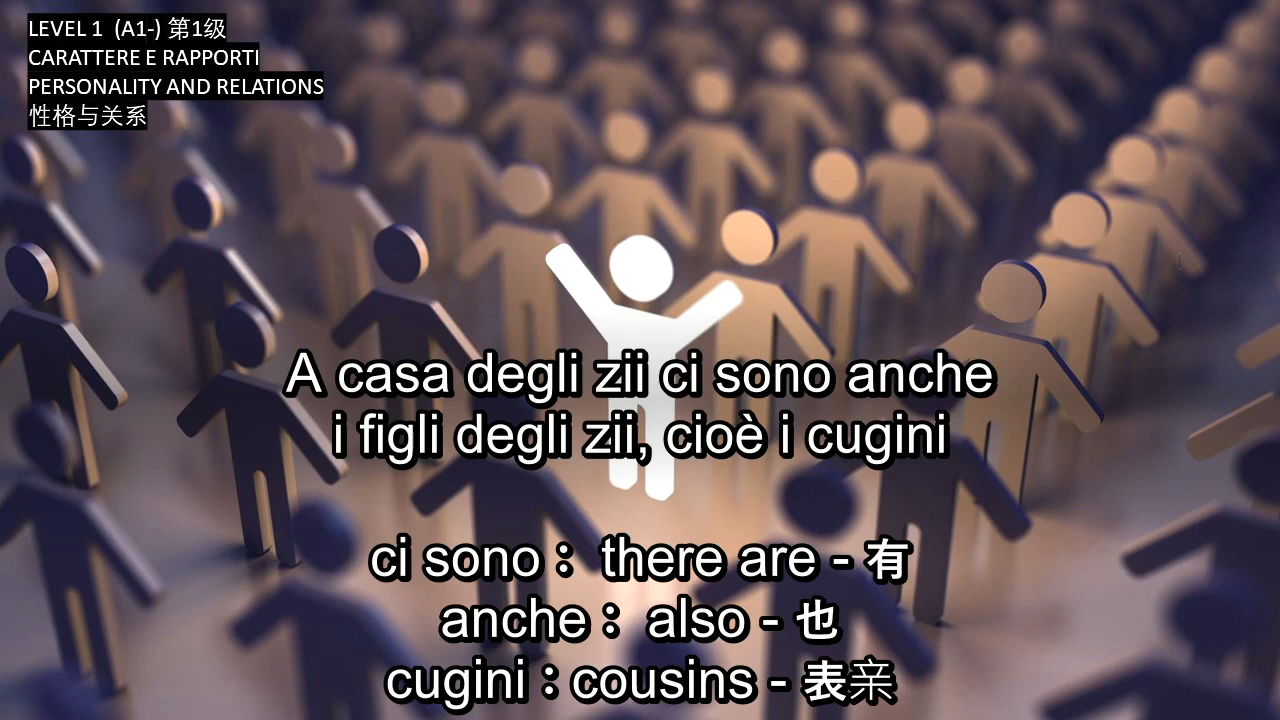 LEVEL 1 (A1-) 第1级
CARATTERE E RAPPORTI
PERSONALITY AND RELATIONS
性格与关系
A casa degli zii ci sono anche
i figli degli zii, cioè i cugini
ci sono： there are - 有
anche： also - 也
cugini：cousins - 表亲